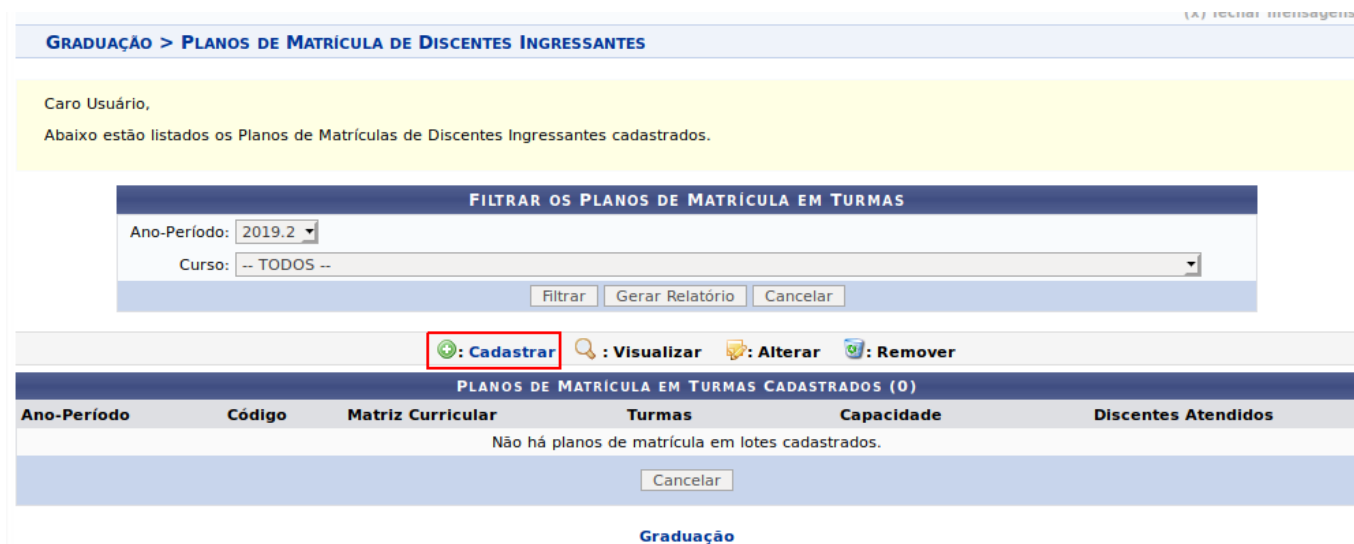 (x) fechar mensagens
GRADUAÇÃO > PLANOS DE MATRÍCULA DE DISCENTES INGRESSANTES
Caro Usuário,
Abaixo estão listados os Planos de Matrículas de Discentes Ingressantes cadastrados.
FILTRAR OS PLANOS DE MATRÍCULA EM TURMAS
Ano-Período: 2019.2
Curso: -- TODOS --
Filtrar Gerar Relatório Cancelar
: Cadastrar : Visualizar : Alterar : Remover
PLANOS DE MATRÍCULA EM TURMAS CADASTRADOS (0)
Ano-Período Código Matriz Curricular Turmas Capacidade Discentes Atendidos
Não há planos de matrícula em lotes cadastrados.
Cancelar
Graduação